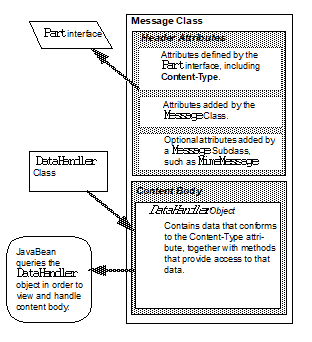 Message Class
Part interface
Header Attributes
Attributes defined by the
Part interface, including
Content-Type.
Attributes added by the
Message Class.
Optional attributes added by
a Message Subclass,
such as MimeMessage
DataHandler
Class
Content Body
DataHandler Object
Contains data that conforms
to the Content-Type attri-
bute, together with methods
that provide access to that
data.
JavaBean
queries the
DataHandler
object in order to
view and handle
content body.